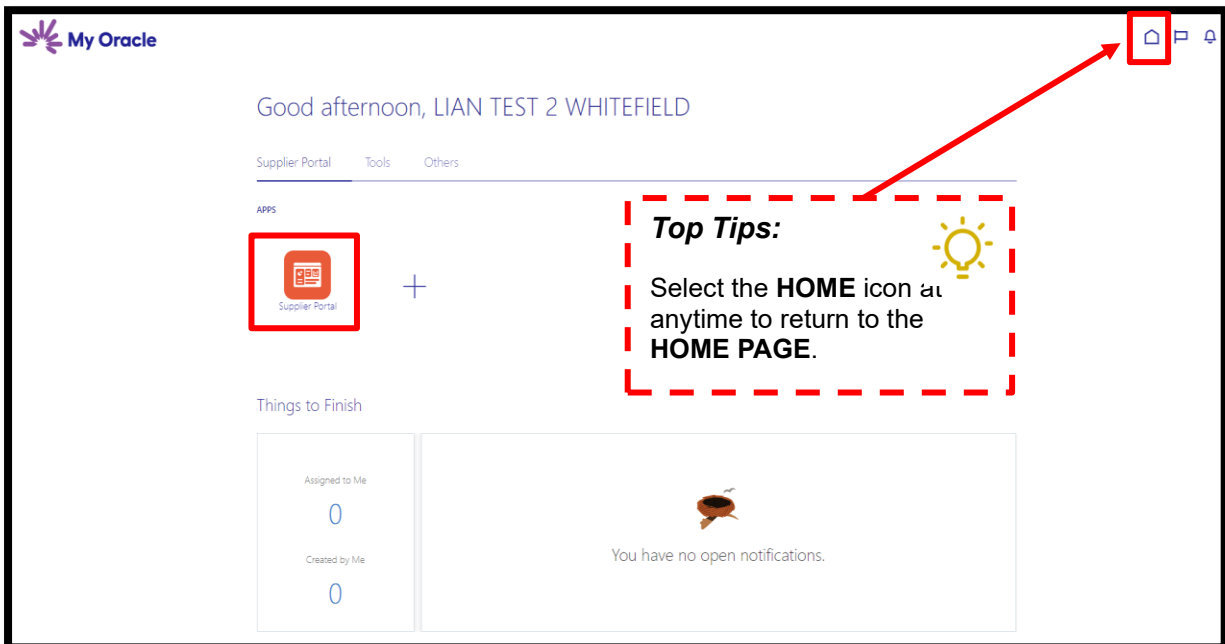 My Oracle
Good afternoon, LIAN TEST 2 WHITEFIELD
Supplier Portal Tools Others
APPS
Supplier Portal
Top Tips:
Select the HOME icon at
anytime to return to the
HOME PAGE.
Things to Finish
Assigned to Me
0
Created by Me
0
You have no open notifications.